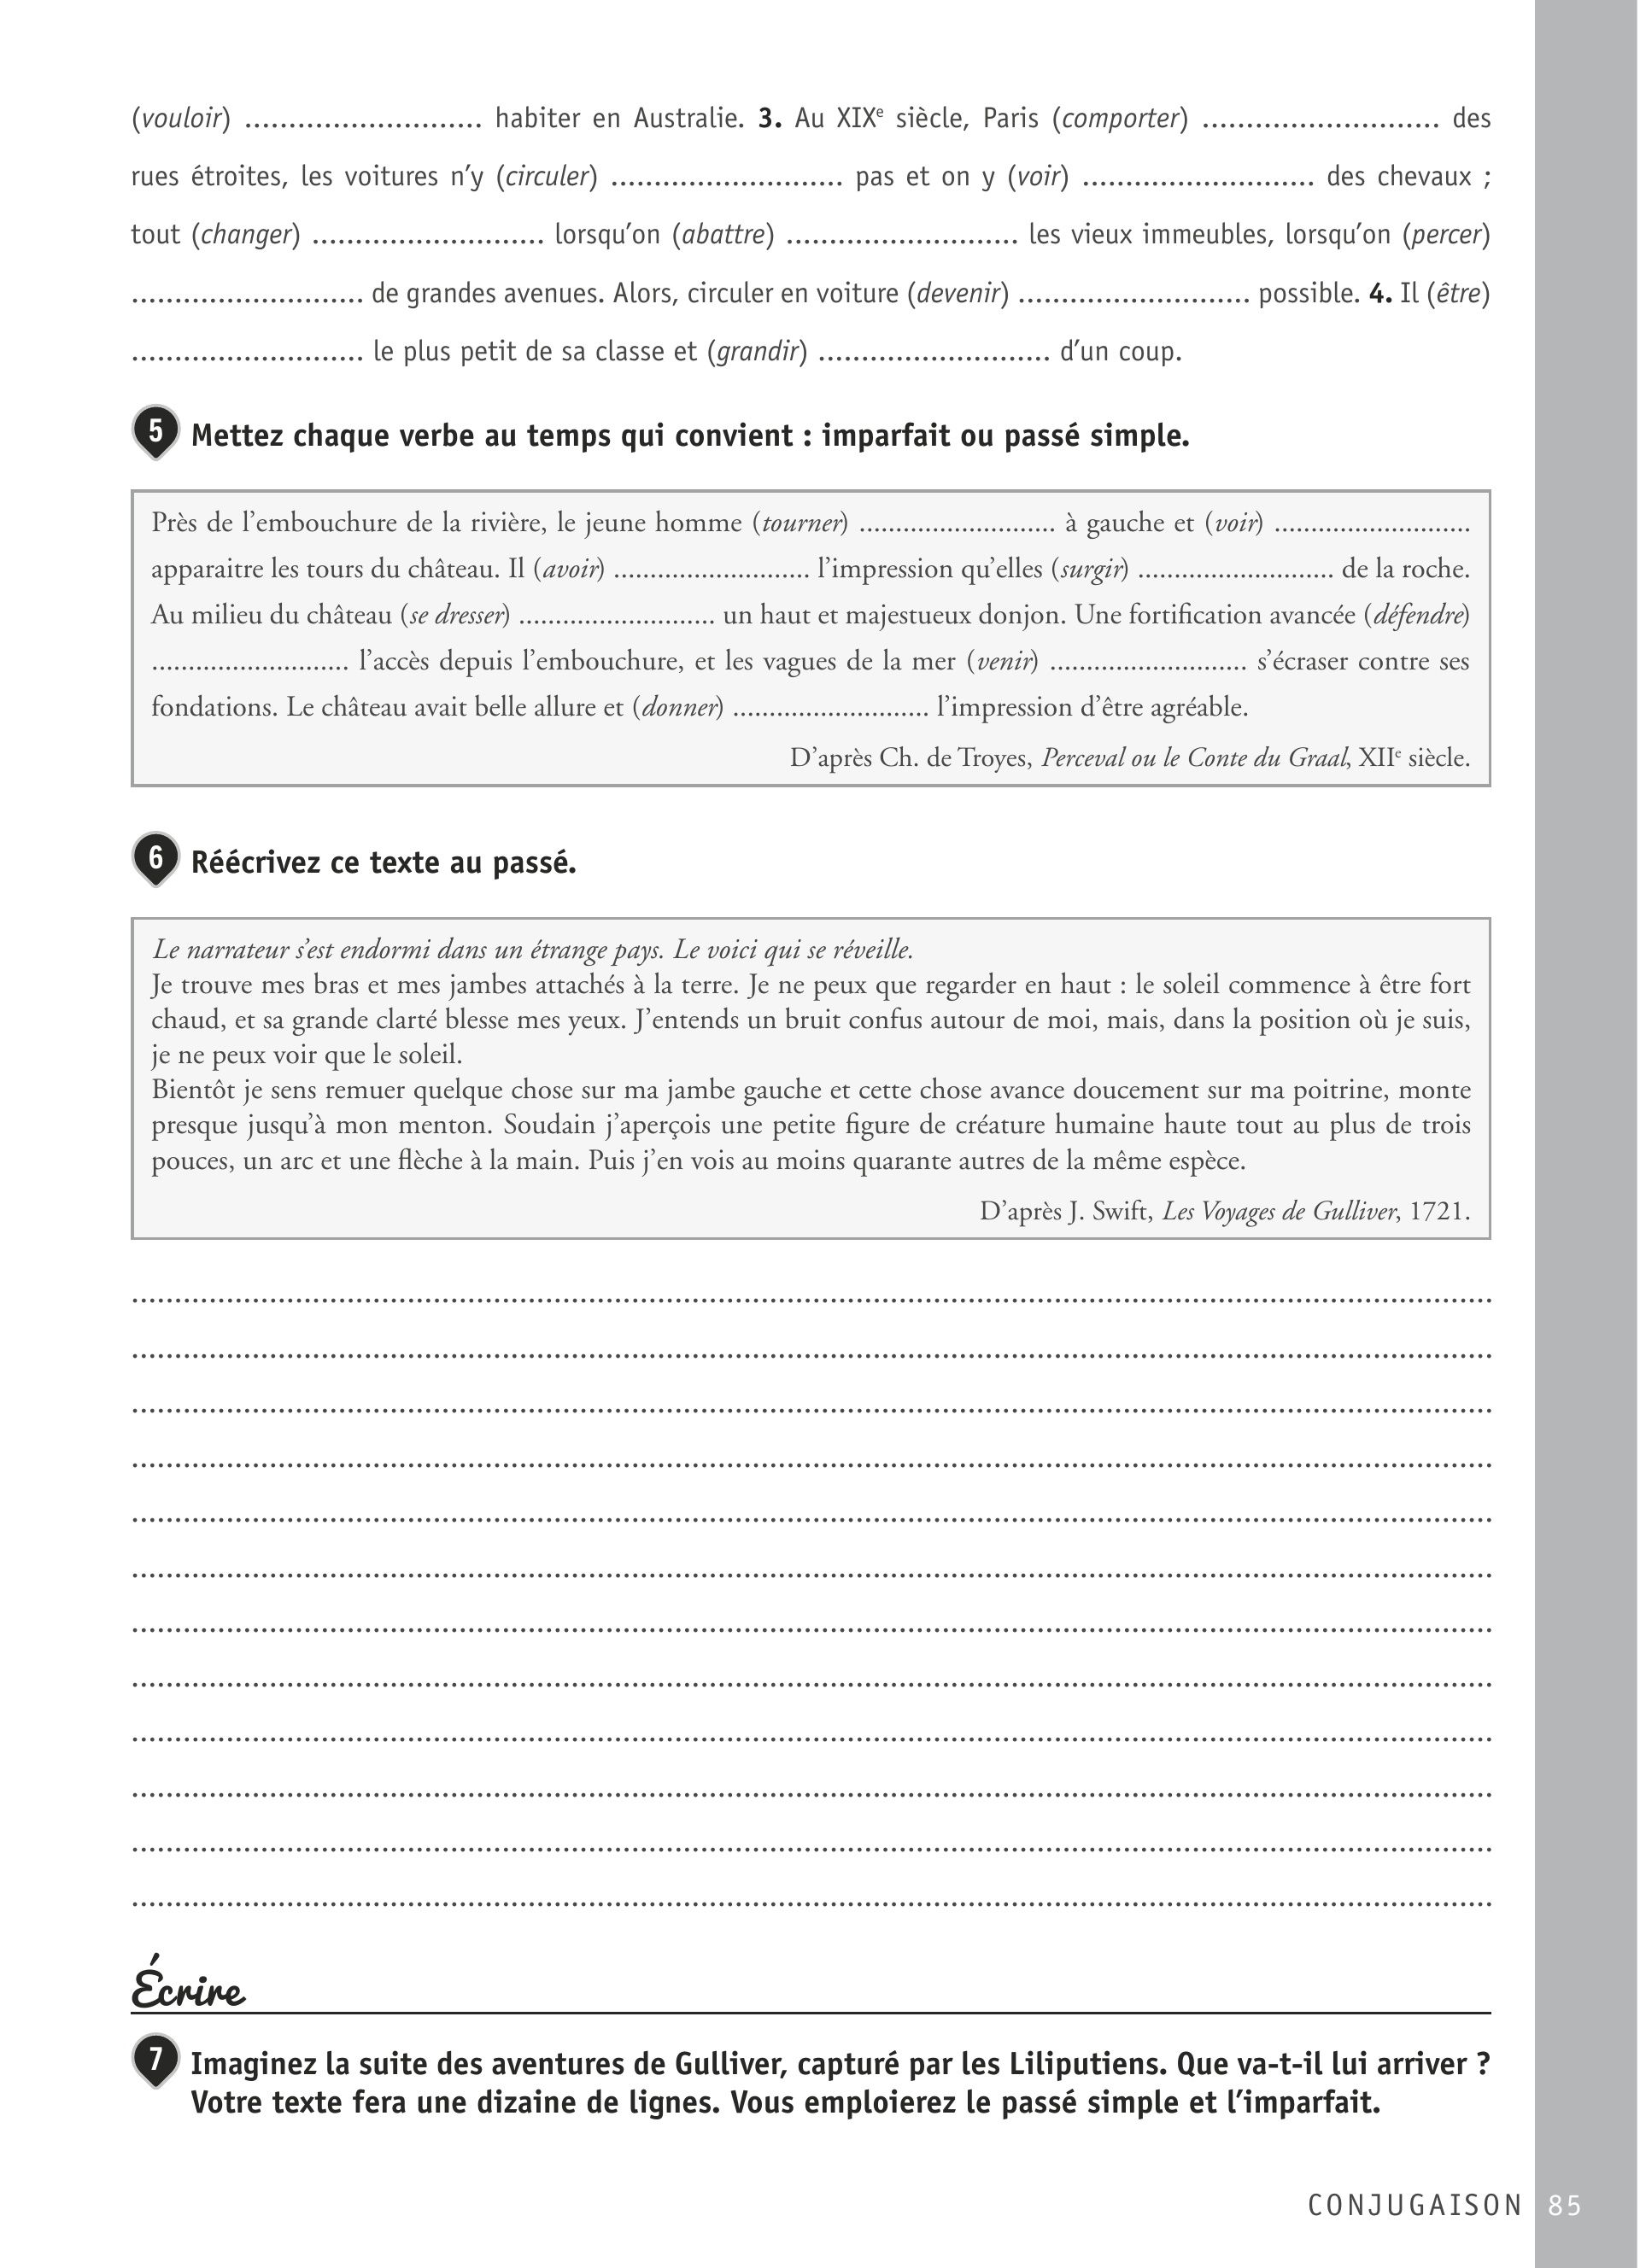 (vouloir) ........................... habiter en Australie. 3. Au XIXe siècle, Paris (comporter) ........................... des
rues étroites, les voitures n’y (circuler) ........................... pas et on y (voir) ........................... des chevaux ;
tout (changer) ........................... lorsqu’on (abattre) ........................... les vieux immeubles, lorsqu’on (percer)
........................... de grandes avenues. Alors, circuler en voiture (devenir) ........................... possible. 4. Il (être)
........................... le plus petit de sa classe et (grandir) ........................... d’un coup.
5 Mettez chaque verbe au temps qui convient : imparfait ou passé simple.
Près de l’embouchure de la rivière, le jeune homme (tourner) ........................... à gauche et (voir) ...........................
apparaitre les tours du château. Il (avoir) ........................... l’impression qu’elles (surgir) ........................... de la roche.
Au milieu du château (se dresser) ........................... un haut et majestueux donjon. Une fortification avancée (défendre)
........................... l’accès depuis l’embouchure, et les vagues de la mer (venir) ........................... s’écraser contre ses
fondations. Le château avait belle allure et (donner) ........................... l’impression d’être agréable.
D’après Ch. de Troyes, Perceval ou le Conte du Graal, XIIe siècle.
6 Réécrivez ce texte au passé.
Le narrateur s’est endormi dans un étrange pays. Le voici qui se réveille.
Je trouve mes bras et mes jambes attachés à la terre. Je ne peux que regarder en haut : le soleil commence à être fort
chaud, et sa grande clarté blesse mes yeux. J’entends un bruit confus autour de moi, mais, dans la position où je suis,
je ne peux voir que le soleil.
Bientôt je sens remuer quelque chose sur ma jambe gauche et cette chose avance doucement sur ma poitrine, monte
presque jusqu’à mon menton. Soudain j’aperçois une petite figure de créature humaine haute tout au plus de trois
pouces, un arc et une flèche à la main. Puis j’en vois au moins quarante autres de la même espèce.
D’après J. Swift, Les Voyages de Gulliver, 1721.
Écrire
7 Imaginez la suite des aventures de Gulliver, capturé par les Liliputiens. Que va-t-il lui arriver ?
Votre texte fera une dizaine de lignes. Vous emploierez le passé simple et l’imparfait.
CONJUGAISON 85